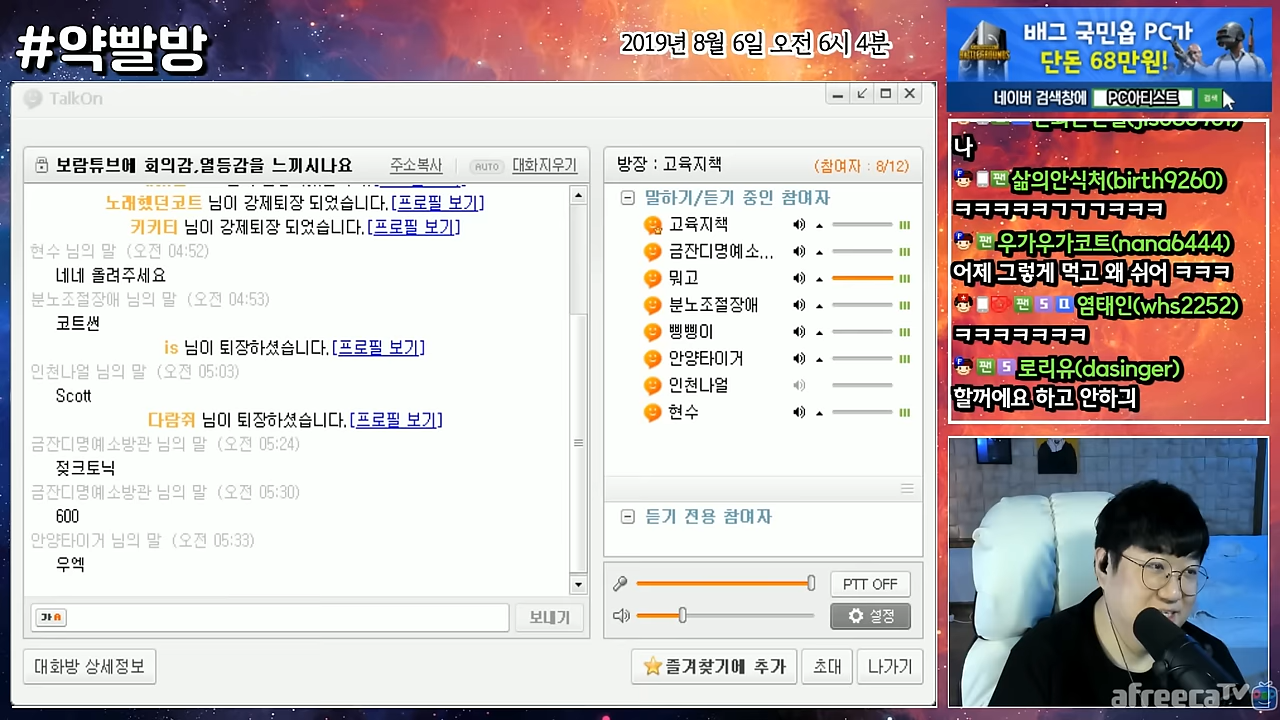 #약빨방
2019년 8월 6일 오전 6시 4분
배그 국민옵 PC가
단돈 68만원!
BATTLEGROUNDS
네이버 검색창에 PC아티스트 검색
TalkOn
보람튜브에 회의감,열등감을 느끼시나요 주소복사 AUTO 대화지우기
노래했던코트 님이 강제퇴장 되었습니다.[프로필 보기]
키키터 님이 강제퇴장 되었습니다.[프로필 보기]
현수 님의 말 (오전 04:52)
네네 올려주세요
분노조절장애 님의 말 (오전 04:53)
코트씬
is 님이 퇴장하셨습니다.[프로필 보기]
인천나얼 님의 말 (오전 05:03)
Scott
다람쥐 님이 퇴장하셨습니다.[프로필 보기]
금잔디명예소방관 님의 말 (오전 05:24)
젖크토닉
금잔디명예소방관 님의 말 (오전 05:30)
600
안양타이거 님의 말 (오전 05:33)
우엑
가 보내기
대화방 상세정보
방장 : 고육지책 (참여자 : 8/12)
말하기/듣기 중인 참여자
고육지책
금잔디명예소...
뭐고
분노조절장애
삥삥이
안양타이거
인천나얼
현수
듣기 전용 참여자
PTT OFF
설정
즐겨찾기에 추가 초대 나가기
나
팬 삶의안식처(birth9260)
ㅋㅋㅋㅋㅋㄱㄱㄱㅋㅋㅋ
팬 우가우가코트(nana6444)
어제 그렇게 먹고 왜 쉬어 ㅋㅋㅋ
팬 S 염태인(whs2252)
ㅋㅋㅋㅋㅋㅋㅋ
팬 S 로리유(dasinger)
할꺼에요 하고 안하긔
afreecaTV